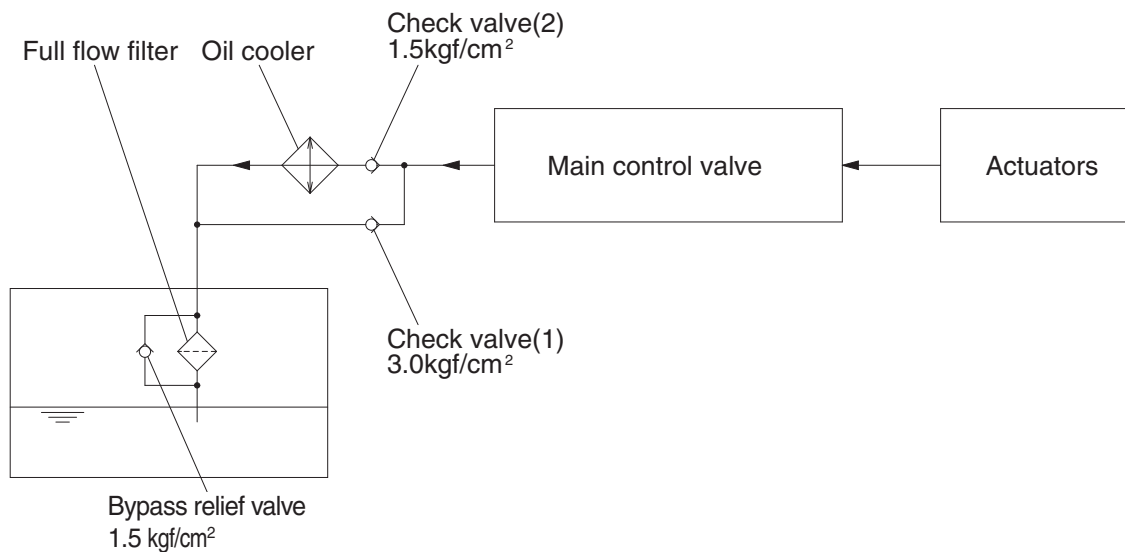 Check valve(2)
1.5kgf/cm²
Full flow filter
Oil cooler
Main control valve
Actuators
Check valve(1)
3.0kgf/cm²
Bypass relief valve
1.5 kgf/cm²